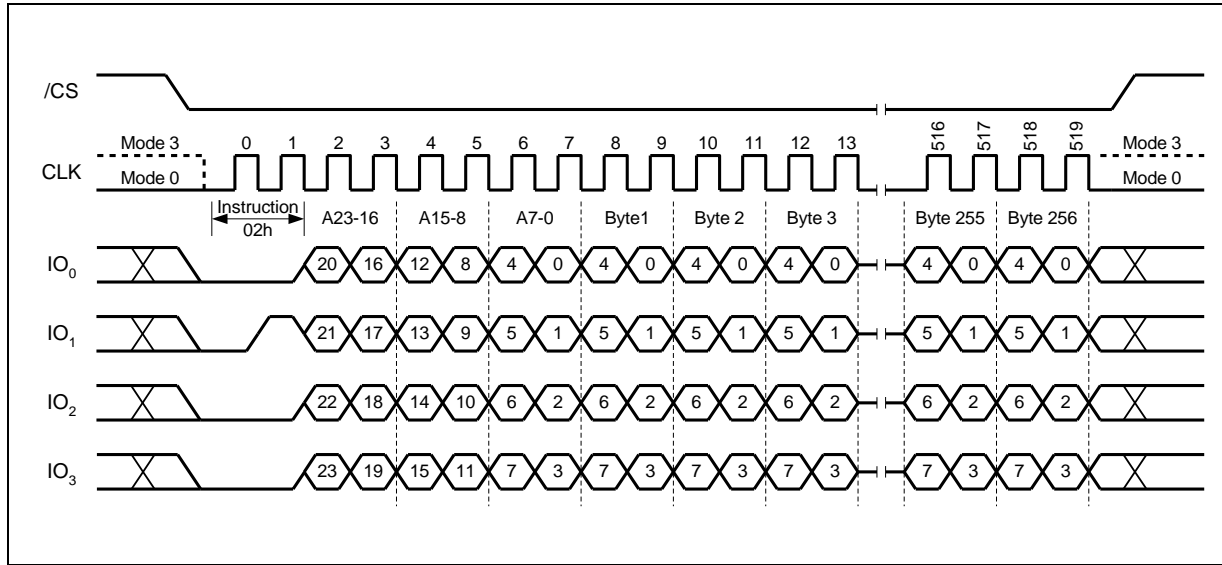 /CS
Mode 3 0 1 2 3 4 5 6 7 8 9 10 11 12 13 516 517 518 519 Mode 3
CLK
Mode 0 Mode 0
Instruction A23-16 A15-8 A7-0 Byte1 Byte 2 Byte 3 Byte 255 Byte 256
02h
IO0 20 16 12 8 4 0 4 0 4 0 4 0 4 0 4 0
IO1 21 17 13 9 5 1 5 1 5 1 5 1 5 1 5 1
IO2 22 18 14 10 6 2 6 2 6 2 6 2 6 2 6 2
IO3 23 19 15 11 7 3 7 3 7 3 7 3 7 3 7 3